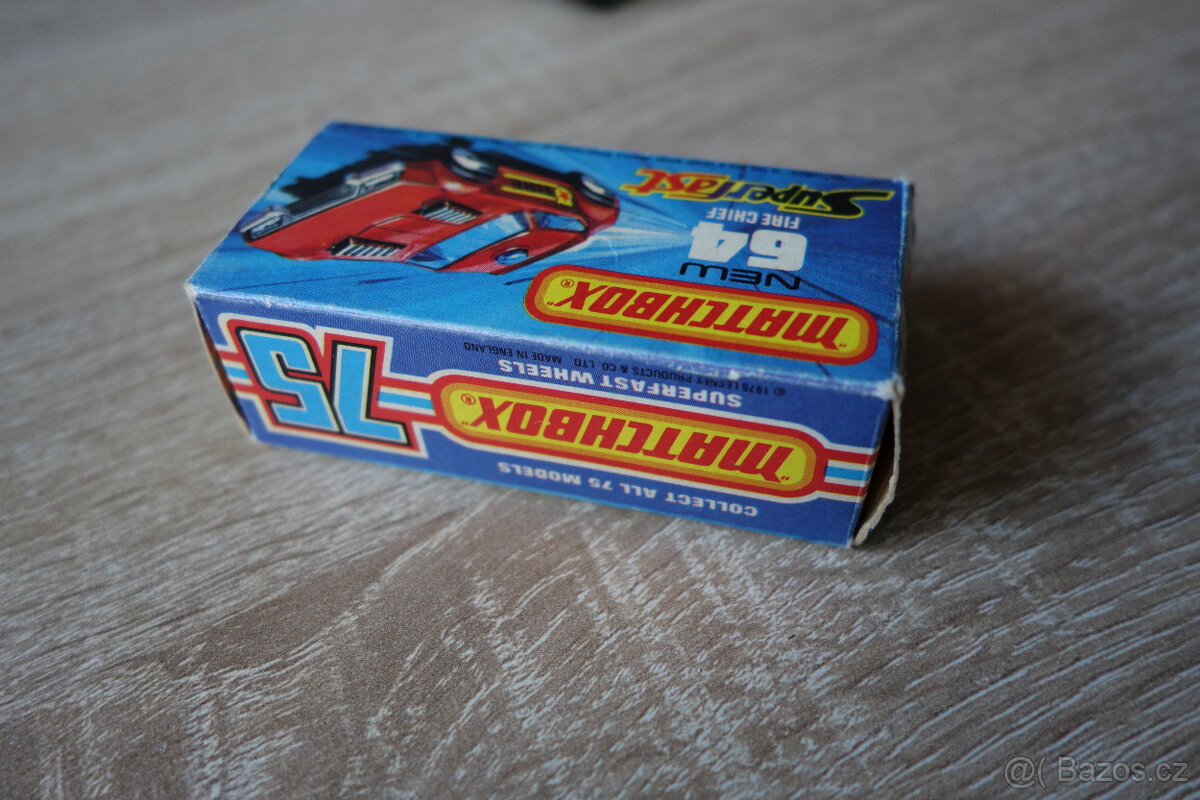 "MATCHBOX"®
NEW
64
FIRE CHIEF
Superfast
COLLECT ALL 75 MODELS
"MATCHBOX"®
75
SUPERFAST WHEELS
© 1975 LESNEY PRODUCTS & CO LTD MADE IN ENGLAND
@( Bazos.cz